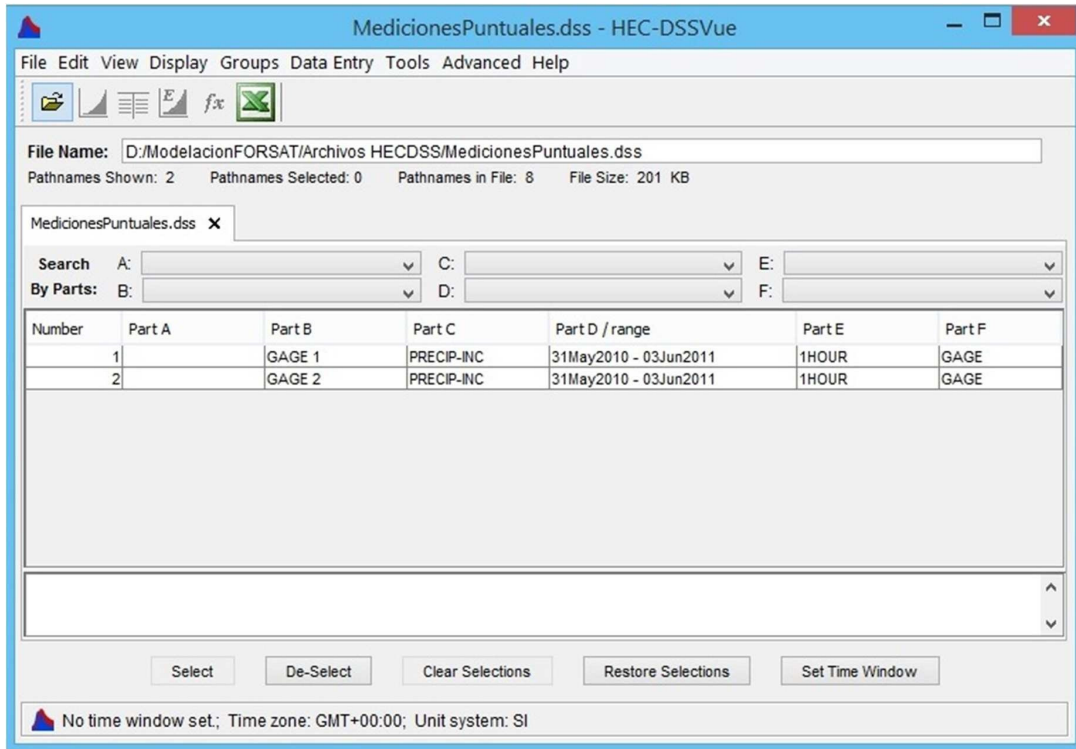 MedicionesPuntuales.dss - HEC-DSSVue
File Edit View Display Groups Data Entry Tools Advanced Help
E fx X
File Name: D:/ModelacionFORSAT/Archivos HECDSS/MedicionesPuntuales.dss
Pathnames Shown: 2 Pathnames Selected: 0 Pathnames in File: 8 File Size: 201 KB
MedicionesPuntuales.dss X
Search A: C: E:
By Parts: B: D: F:
Number Part A Part B Part C Part D / range Part E Part F
1 GAGE 1 PRECIP-INC 31May2010 - 03Jun2011 1HOUR GAGE
2 GAGE 2 PRECIP-INC 31May2010 - 03Jun2011 1HOUR GAGE
Select De-Select Clear Selections Restore Selections Set Time Window
No time window set.; Time zone: GMT+00:00; Unit system: SI